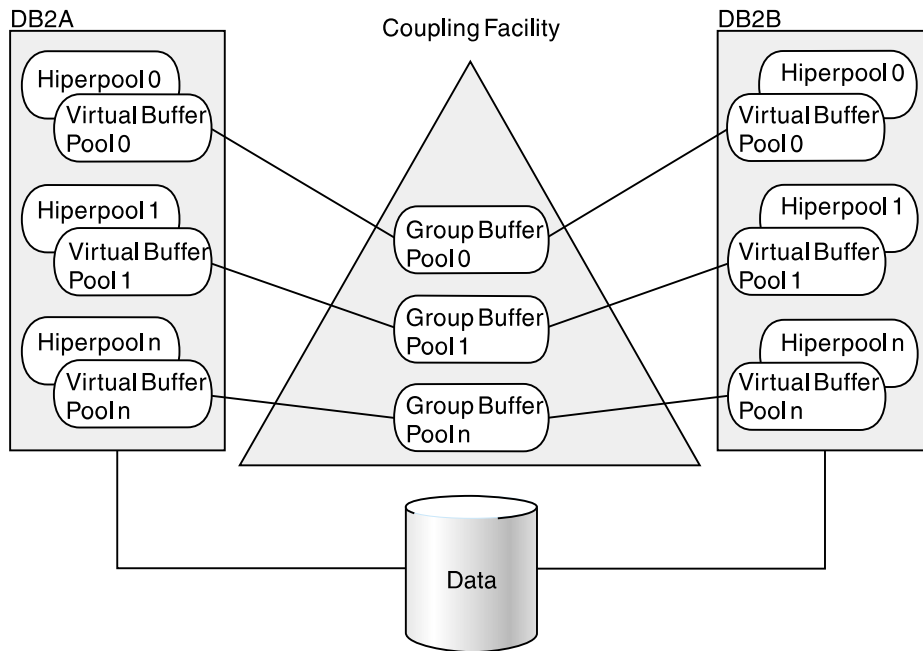 DB2A
Coupling Facility
DB2B
Hiperpool 0
Virtual Buffer
Pool 0
Hiperpool 1
Virtual Buffer
Pool 1
Hiperpool n
Virtual Buffer
Pool n
Group Buffer
Pool 0
Group Buffer
Pool 1
Group Buffer
Pool n
Hiperpool 0
Virtual Buffer
Pool 0
Hiperpool 1
Virtual Buffer
Pool 1
Hiperpool n
Virtual Buffer
Pool n
Data